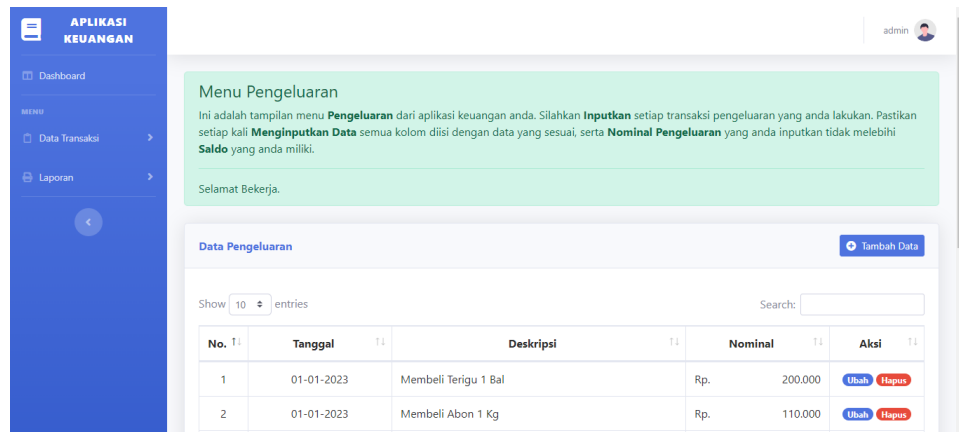 APLIKASI
KEUANGAN
admin
Dashboard
MENU
Data Transaksi
Laporan
Menu Pengeluaran
Ini adalah tampilan menu Pengeluaran dari aplikasi keuangan anda. Silahkan Inputkan setiap transaksi pengeluaran yang anda lakukan. Pastikan
setiap kali Menginputkan Data semua kolom diisi dengan data yang sesuai, serta Nominal Pengeluaran yang anda inputkan tidak melebihi
Saldo yang anda miliki.
Selamat Bekerja.
Data Pengeluaran
Tambah Data
Show 10 entries
Search:
No. Tanggal Deskripsi Nominal Aksi
1 01-01-2023 Membeli Terigu 1 Bal Rp. 200.000 Ubah Hapus
2 01-01-2023 Membeli Abon 1 Kg Rp. 110.000 Ubah Hapus